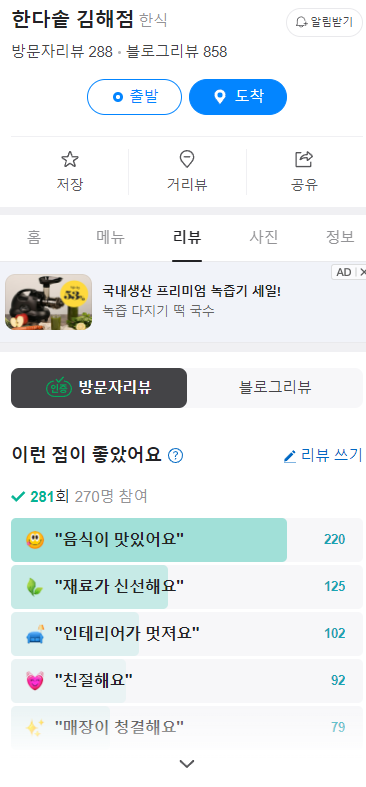 한다솥 김해점 한식
알림받기
방문자리뷰 288 • 블로그리뷰 858
출발 도착
저장 거리뷰 공유
홈 메뉴 리뷰 사진 정보
AD
53%
국내생산 프리미엄 녹즙기 세일!
녹즙 다지기 떡 국수
인증 방문자리뷰 블로그리뷰
이런 점이 좋았어요 ? 리뷰 쓰기
281회 270명 참여
"음식이 맛있어요" 220
"재료가 신선해요" 125
"인테리어가 멋져요" 102
"친절해요" 92
"매장이 청결해요" 79